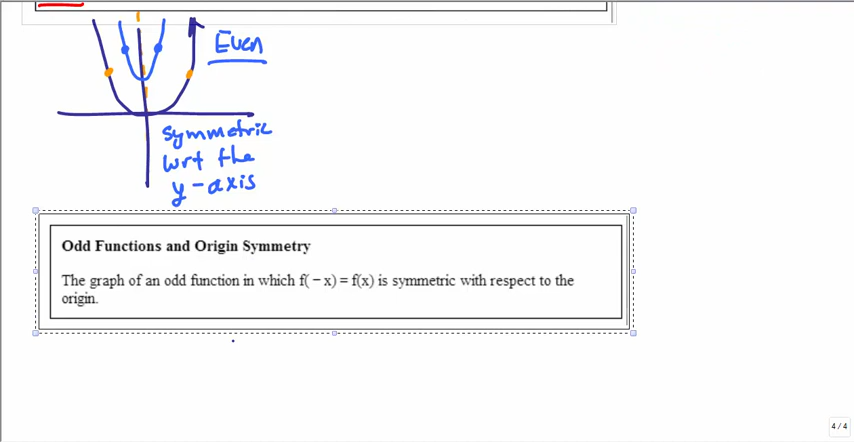 Even
symmetric
wrt the
y-axis
Odd Functions and Origin Symmetry
The graph of an odd function in which f( − x) = f(x) is symmetric with respect to the
origin.
4 / 4